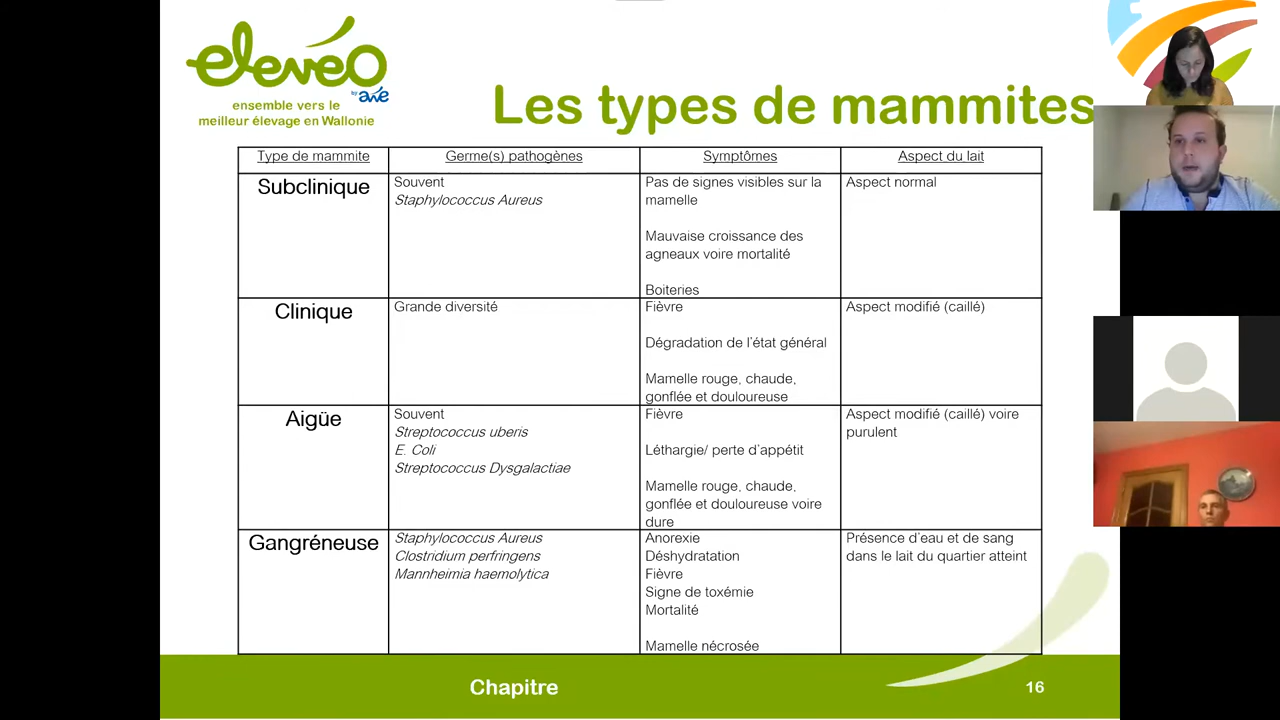 elevéo
by awé
ensemble vers le
meilleur élevage en Wallonie
Les types de mammites
Type de mammite
Germe(s) pathogènes
Symptômes
Aspect du lait
Subclinique
Souvent
Staphylococcus Aureus
Pas de signes visibles sur la
mamelle
Mauvaise croissance des
agneaux voire mortalité
Boiteries
Aspect normal
Clinique
Grande diversité
Fièvre
Dégradation de l'état général
Mamelle rouge, chaude,
gonflée et douloureuse
Aspect modifié (caillé)
Aigüe
Souvent
Streptococcus uberis
E. Coli
Streptococcus Dysgalactiae
Fièvre
Léthargie/ perte d'appétit
Mamelle rouge, chaude,
gonflée et douloureuse voire
dure
Aspect modifié (caillé) voire
purulent
Gangréneuse
Staphylococcus Aureus
Clostridium perfringens
Mannheimia haemolytica
Anorexie
Déshydratation
Fièvre
Signe de toxémie
Mortalité
Mamelle nécrosée
Présence d'eau et de sang
dans le lait du quartier atteint
Chapitre
16